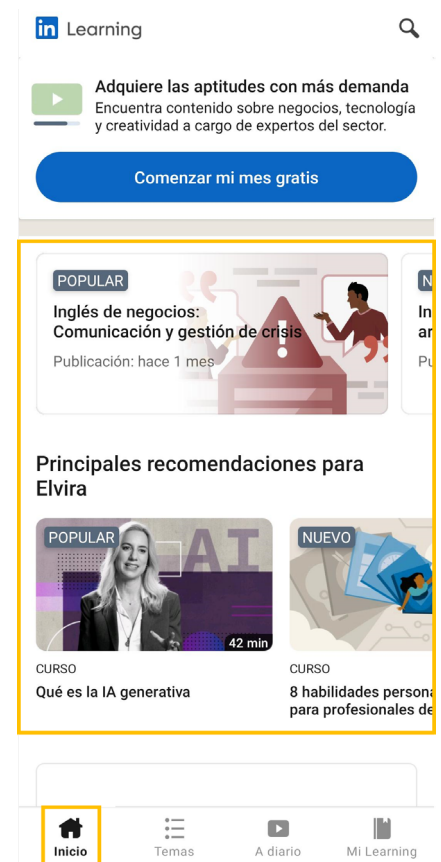 in Learning
Adquiere las aptitudes con más demanda
Encuentra contenido sobre negocios, tecnología
y creatividad a cargo de expertos del sector.
Comenzar mi mes gratis
POPULAR
Inglés de negocios:
Comunicación y gestión de crisis
Publicación: hace 1 mes
N
In
ar
Pu
Principales recomendaciones para
Elvira
POPULAR
AI
42 min
CURSO
Qué es la IA generativa
NUEVO
CURSO
8 habilidades persona
para profesionales de
Inicio
Temas
A diario
Mi Learning